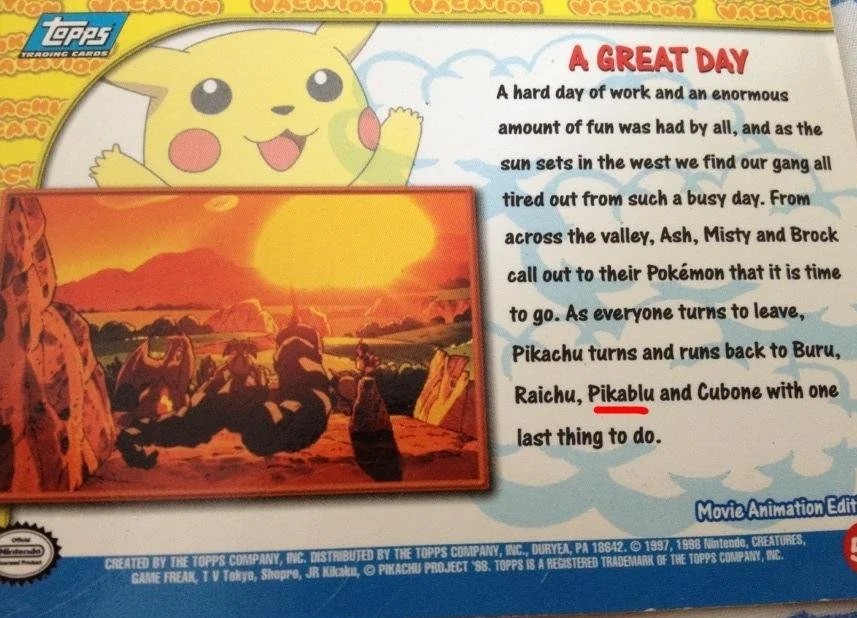 VACATION VACATION VACATION VACATION
Topps
TRADING CARDS
A GREAT DAY
A hard day of work and an enormous
amount of fun was had by all, and as the
sun sets in the west we find our gang all
tired out from such a busy day. From
across the valley, Ash, Misty and Brock
call out to their Pokémon that it is time
to go. As everyone turns to leave,
Pikachu turns and runs back to Buru,
Raichu, Pikablu and Cubone with one
last thing to do.
Movie Animation Edit
Official
Nintendo
CREATED BY THE TOPPS COMPANY, INC. DISTRIBUTED BY THE TOPPS COMPANY, INC., DURYEA, PA 18642. © 1997, 1998 Nintendo, CREATURES,
GAME FREAK, T V Tokyo, Shopro, JR Kikaku, © PIKACHU PROJECT '98. TOPPS IS A REGISTERED TRADEMARK OF THE TOPPS COMPANY, INC.